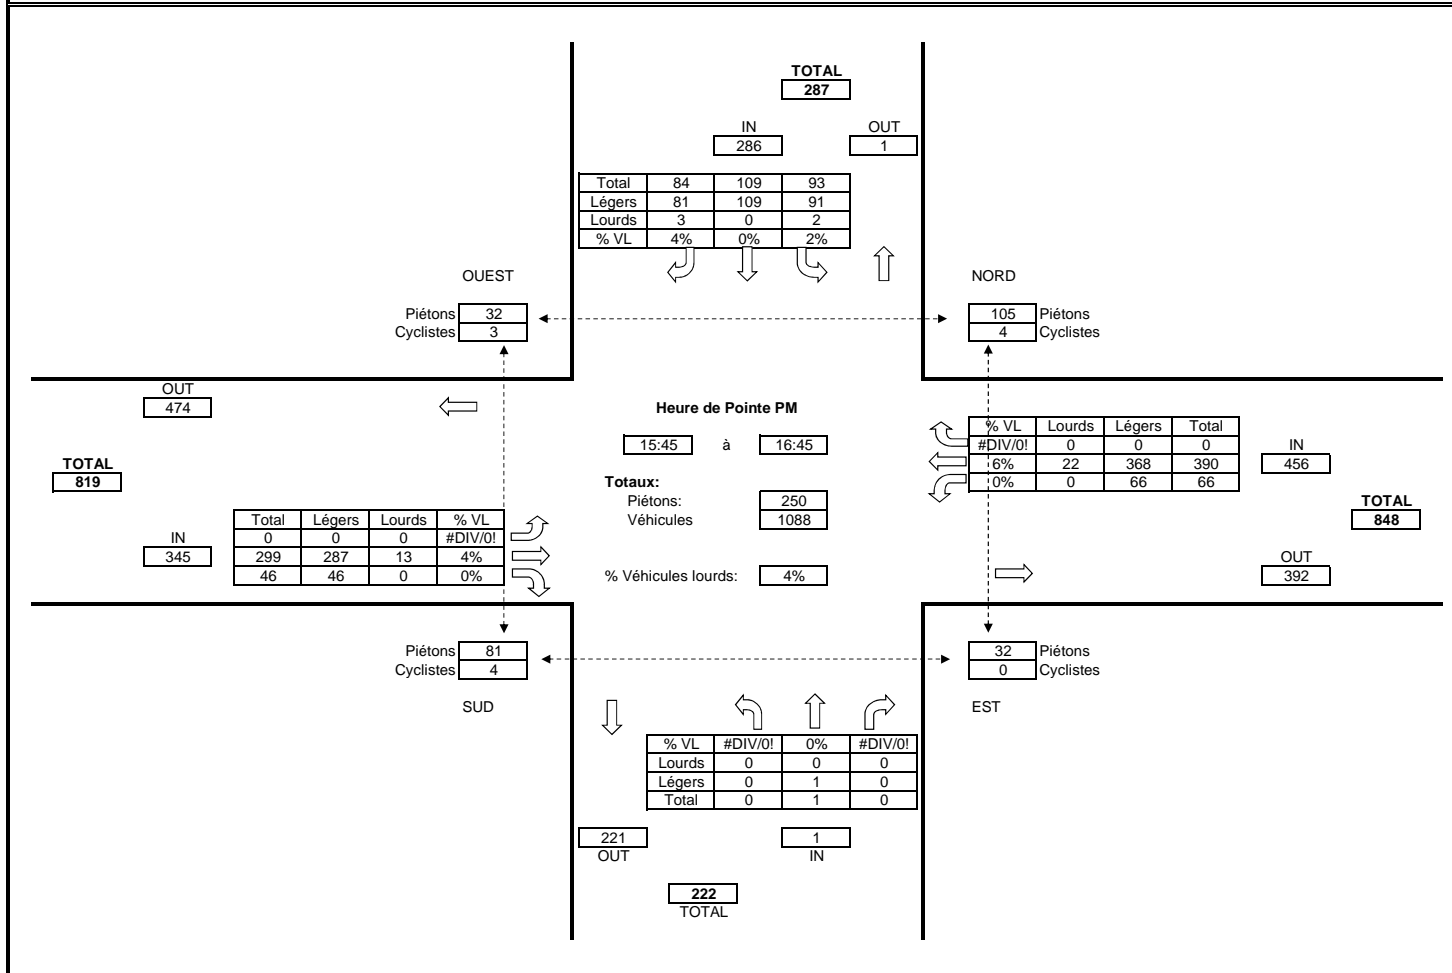 TOTAL
287
IN OUT
286 1
Total 84 109 93
Légers 81 109 91
Lourds 3 0 2
% VL 4% 0% 2%
OUEST NORD
Piétons 32 105 Piétons
Cyclistes 3 4 Cyclistes
OUT
474
Heure de Pointe PM
15:45 à 16:45
% VL Lourds Légers Total
#DIV/0! 0 0 0
6% 22 368 390
0% 0 66 66
IN
456
TOTAL
819
Totaux:
Piétons: 250
Véhicules 1088
TOTAL
848
Total Légers Lourds % VL
0 0 0 #DIV/0!
299 287 13 4%
46 46 0 0%
IN
345
% Véhicules lourds: 4%
OUT
392
Piétons 81 32 Piétons
Cyclistes 4 0 Cyclistes
SUD EST
% VL #DIV/0! 0% #DIV/0!
Lourds 0 0 0
Légers 0 1 0
Total 0 1 0
221 1
OUT IN
222
TOTAL